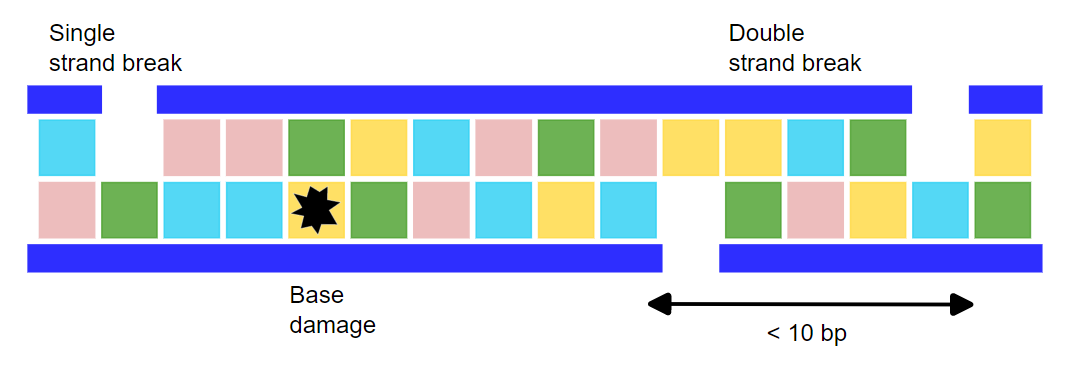 Single
strand break
Double
strand break
Base
damage
< 10 bp